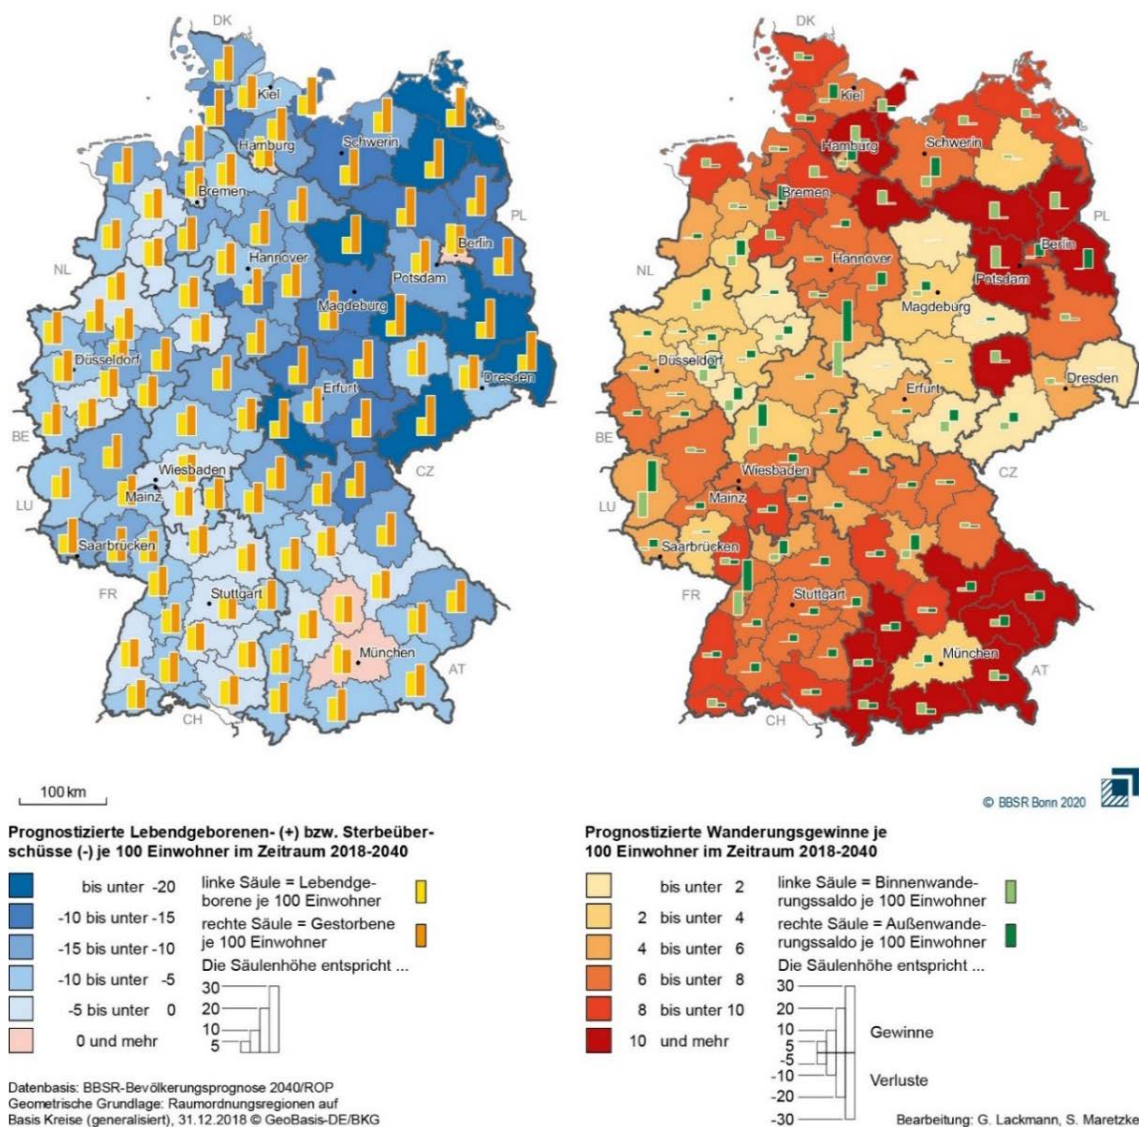 DK
Kiel
Hamburg
Schwerin
Bremen
PL
Berlin
NL
Hannover
Potsdam
Magdeburg
Düsseldorf
Erfurt
Dresden
BE
CZ
Wiesbaden
LU
Mainz
Saarbrücken
FR
Stuttgart
München
AT
CH
DK
Kiel
Hamburg
Schwerin
Bremen
PL
Berlin
NL
Hannover
Potsdam
Magdeburg
Düsseldorf
Erfurt
Dresden
BE
CZ
Wiesbaden
LU
Mainz
Saarbrücken
FR
Stuttgart
München
AT
CH
100 km
© BBSR Bonn 2020
Prognostizierte Lebendgeborenen- (+) bzw. Sterbeüber-
schüsse (-) je 100 Einwohner im Zeitraum 2018-2040
bis unter -20
-10 bis unter -15
-15 bis unter -10
-10 bis unter -5
-5 bis unter 0
0 und mehr
linke Säule = Lebendge-
borene je 100 Einwohner
rechte Säule = Gestorbene
je 100 Einwohner
Die Säulenhöhe entspricht ...
30
20
10
5
Prognostizierte Wanderungsgewinne je
100 Einwohner im Zeitraum 2018-2040
bis unter 2
2 bis unter 4
4 bis unter 6
6 bis unter 8
8 bis unter 10
10 und mehr
linke Säule = Binnenwande-
rungssaldo je 100 Einwohner
rechte Säule = Außenwande-
rungssaldo je 100 Einwohner
Die Säulenhöhe entspricht ...
30
20
10
5
-5
-10
-20
-30
Gewinne
Verluste
Datenbasis: BBSR-Bevölkerungsprognose 2040/ROP
Geometrische Grundlage: Raumordnungsregionen auf
Basis Kreise (generalisiert), 31.12.2018 © GeoBasis-DE/BKG
Bearbeitung: G. Lackmann, S. Maretzke